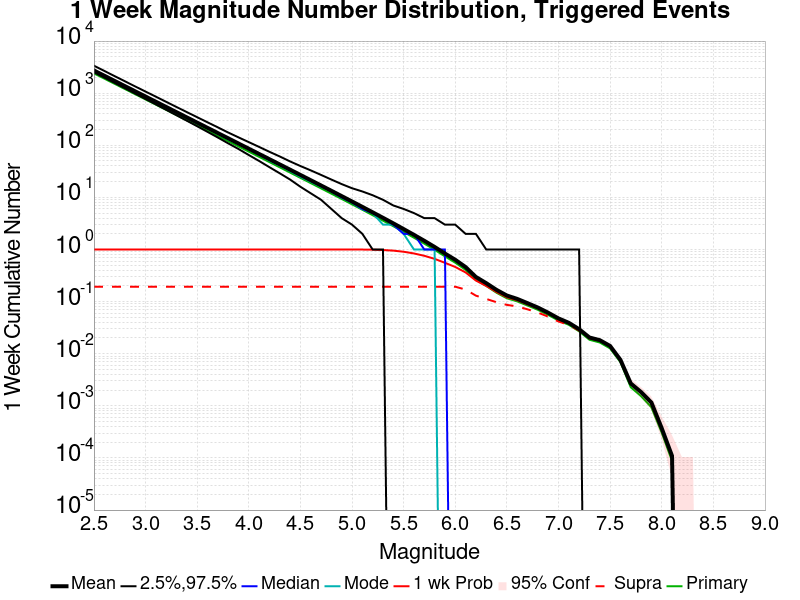 1 Week Magnitude Number Distribution, Triggered Events
1 Week Cumulative Number
10 4
10 3
10 2
10 1
10 0
10 -1
10 -2
10 -3
10 -4
10 -5
2.5 3.0 3.5 4.0 4.5 5.0 5.5 6.0 6.5 7.0 7.5 8.0 8.5 9.0
Magnitude
Mean 2.5%,97.5% Median Mode 1 wk Prob 95% Conf Supra Primary